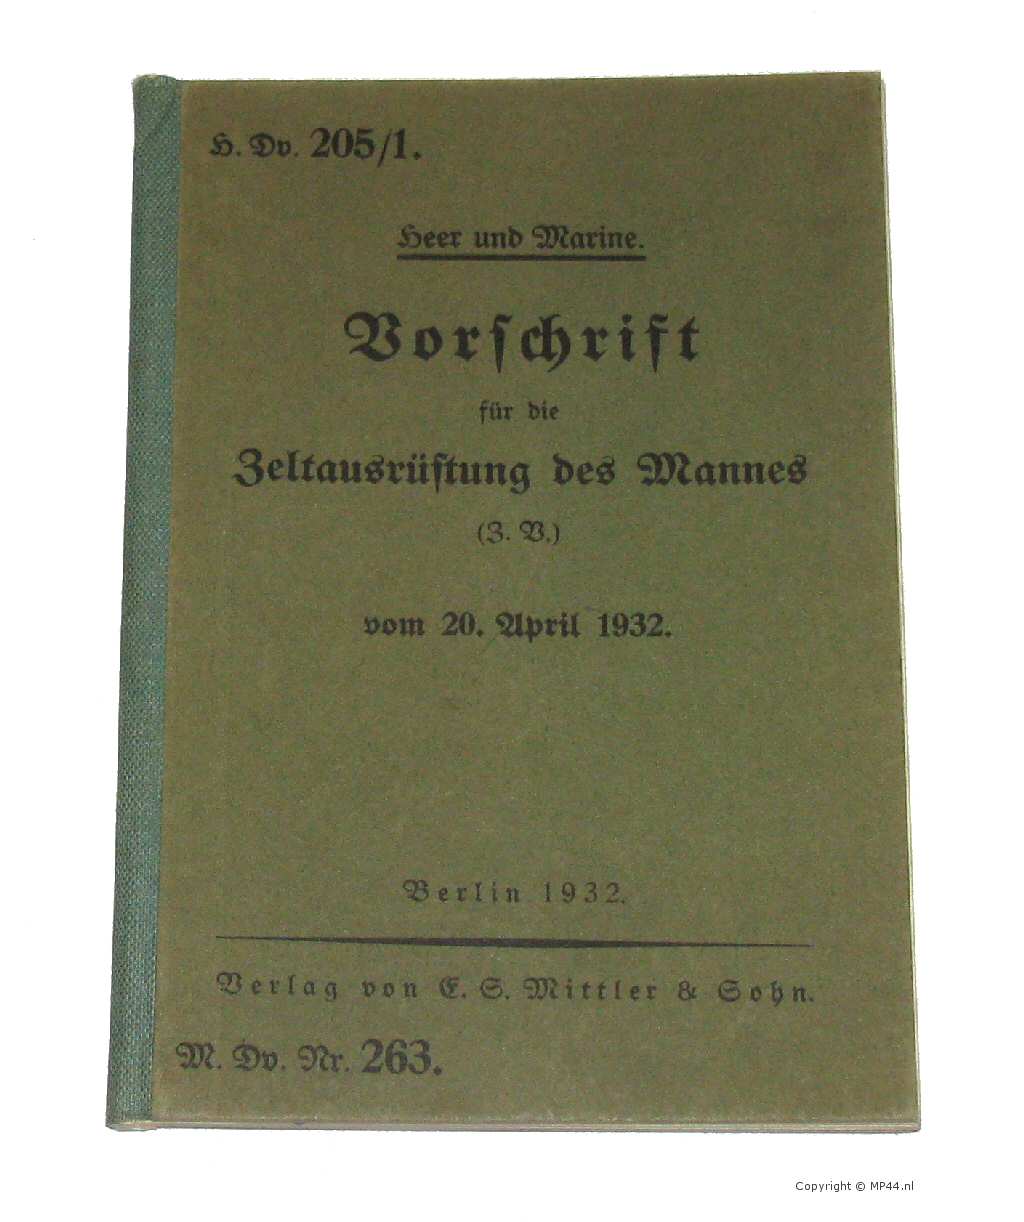 H. Dv. 205/1.
Heer und Marine.
Vorschrift
für die
Zeltausrüstung des Mannes
(Z. V.)
vom 20. April 1932.
Berlin 1932.
Verlag von E. S. Mittler & Sohn.
M. Dv. Nr. 263.
Copyright © MP44.nl